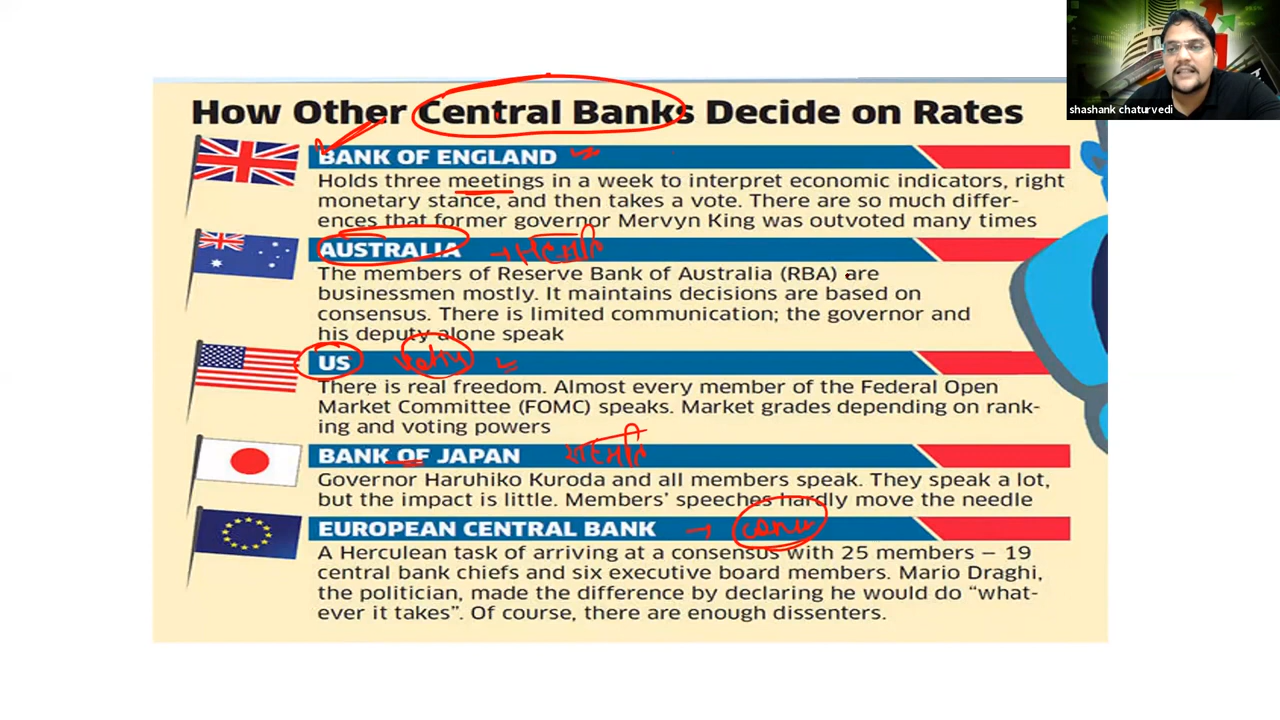 shashank chaturvedi
How Other Central Banks Decide on Rates
BANK OF ENGLAND
Holds three meetings in a week to interpret economic indicators, right
monetary stance, and then takes a vote. There are so much differ-
ences that former governor Mervyn King was outvoted many times
AUSTRALIA
The members of Reserve Bank of Australia (RBA) are
businessmen mostly. It maintains decisions are based on
consensus. There is limited communication; the governor and
his deputy alone speak
US
There is real freedom. Almost every member of the Federal Open
Market Committee (FOMC) speaks. Market grades depending on rank-
ing and voting powers
BANK OF JAPAN सहमति
Governor Haruhiko Kuroda and all members speak. They speak a lot,
but the impact is little. Members' speeches hardly move the needle
EUROPEAN CENTRAL BANK
A Herculean task of arriving at a consensus with 25 members – 19
central bank chiefs and six executive board members. Mario Draghi,
the politician, made the difference by declaring he would do “what-
ever it takes”. Of course, there are enough dissenters.